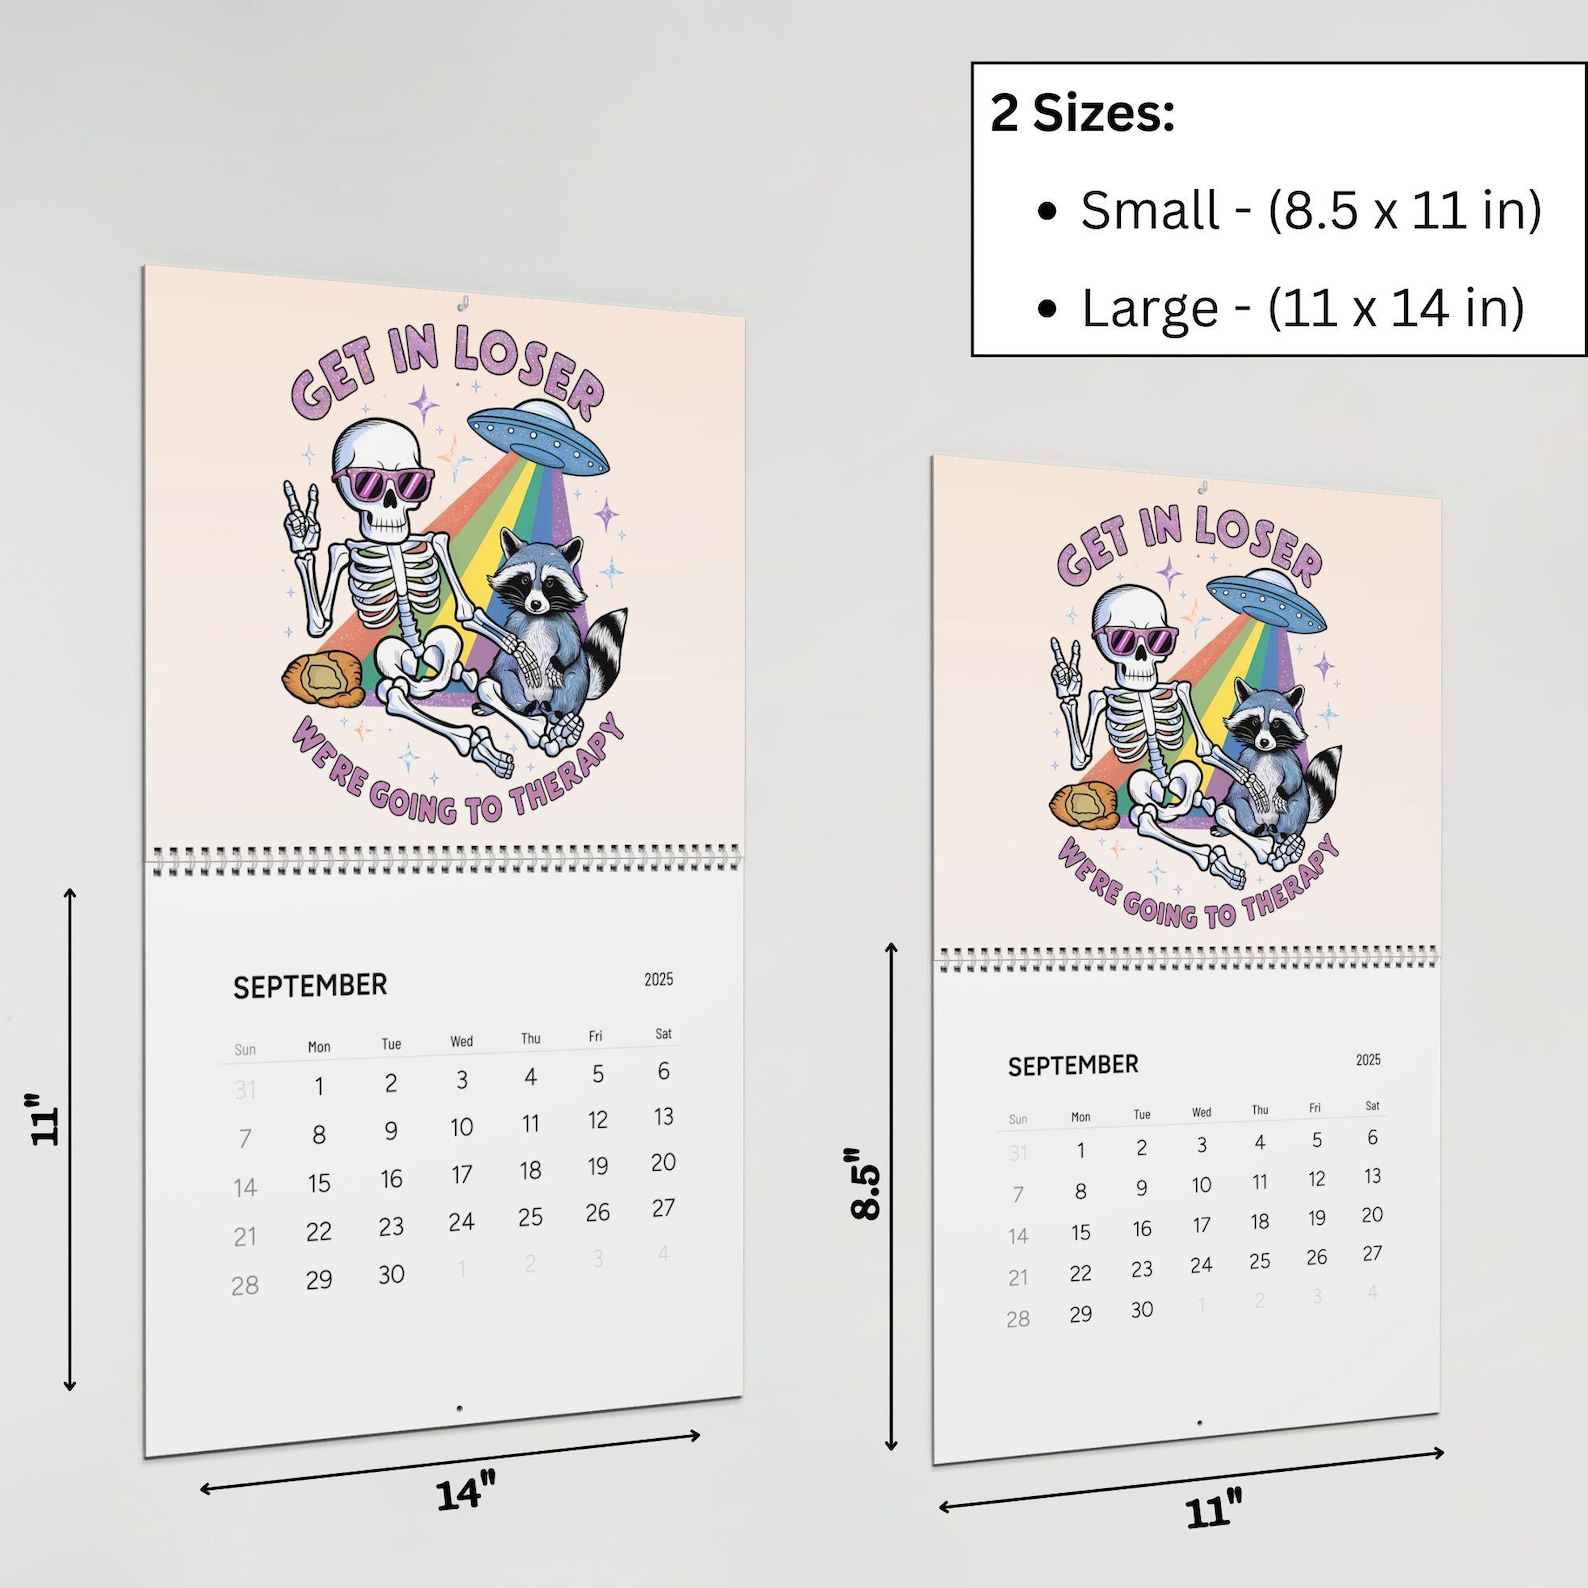 2 Sizes:
• Small - (8.5 x 11 in)
• Large - (11 x 14 in)
GET IN LOSER
WE'RE GOING TO THERAPY
SEPTEMBER 2025
Sun Mon Tue Wed Thu Fri Sat
31 1 2 3 4 5 6
7 8 9 10 11 12 13
14 15 16 17 18 19 20
21 22 23 24 25 26 27
28 29 30 1 2 3 4
11"
14"
GET IN LOSER
WE'RE GOING TO THERAPY
SEPTEMBER 2025
Sun Mon Tue Wed Thu Fri Sat
31 1 2 3 4 5 6
7 8 9 10 11 12 13
14 15 16 17 18 19 20
21 22 23 24 25 26 27
28 29 30 1 2 3 4
8.5"
11"